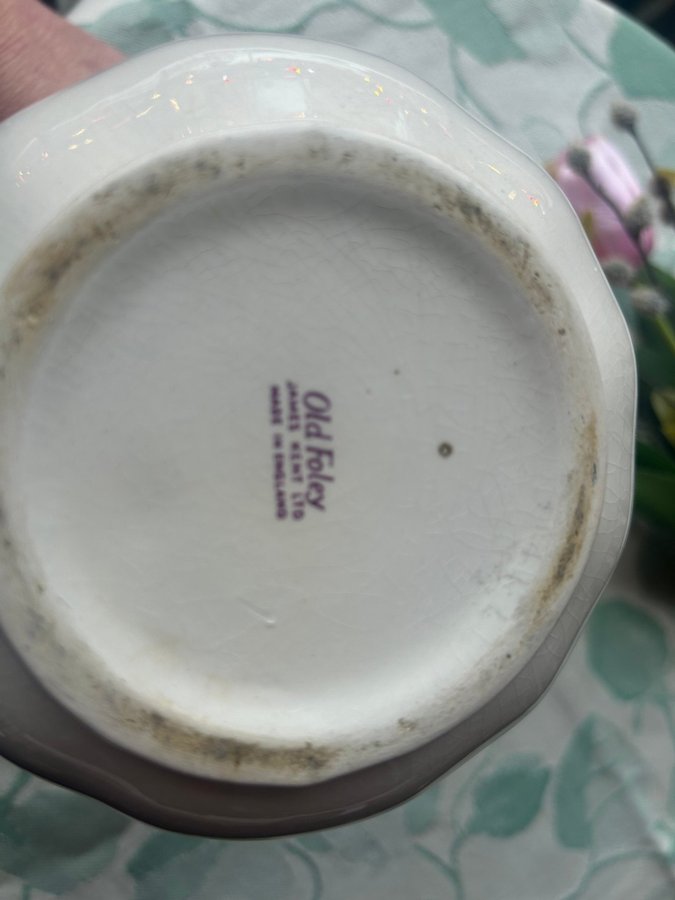 Old Foley
JAMES KENT LTD
MADE IN ENGLAND